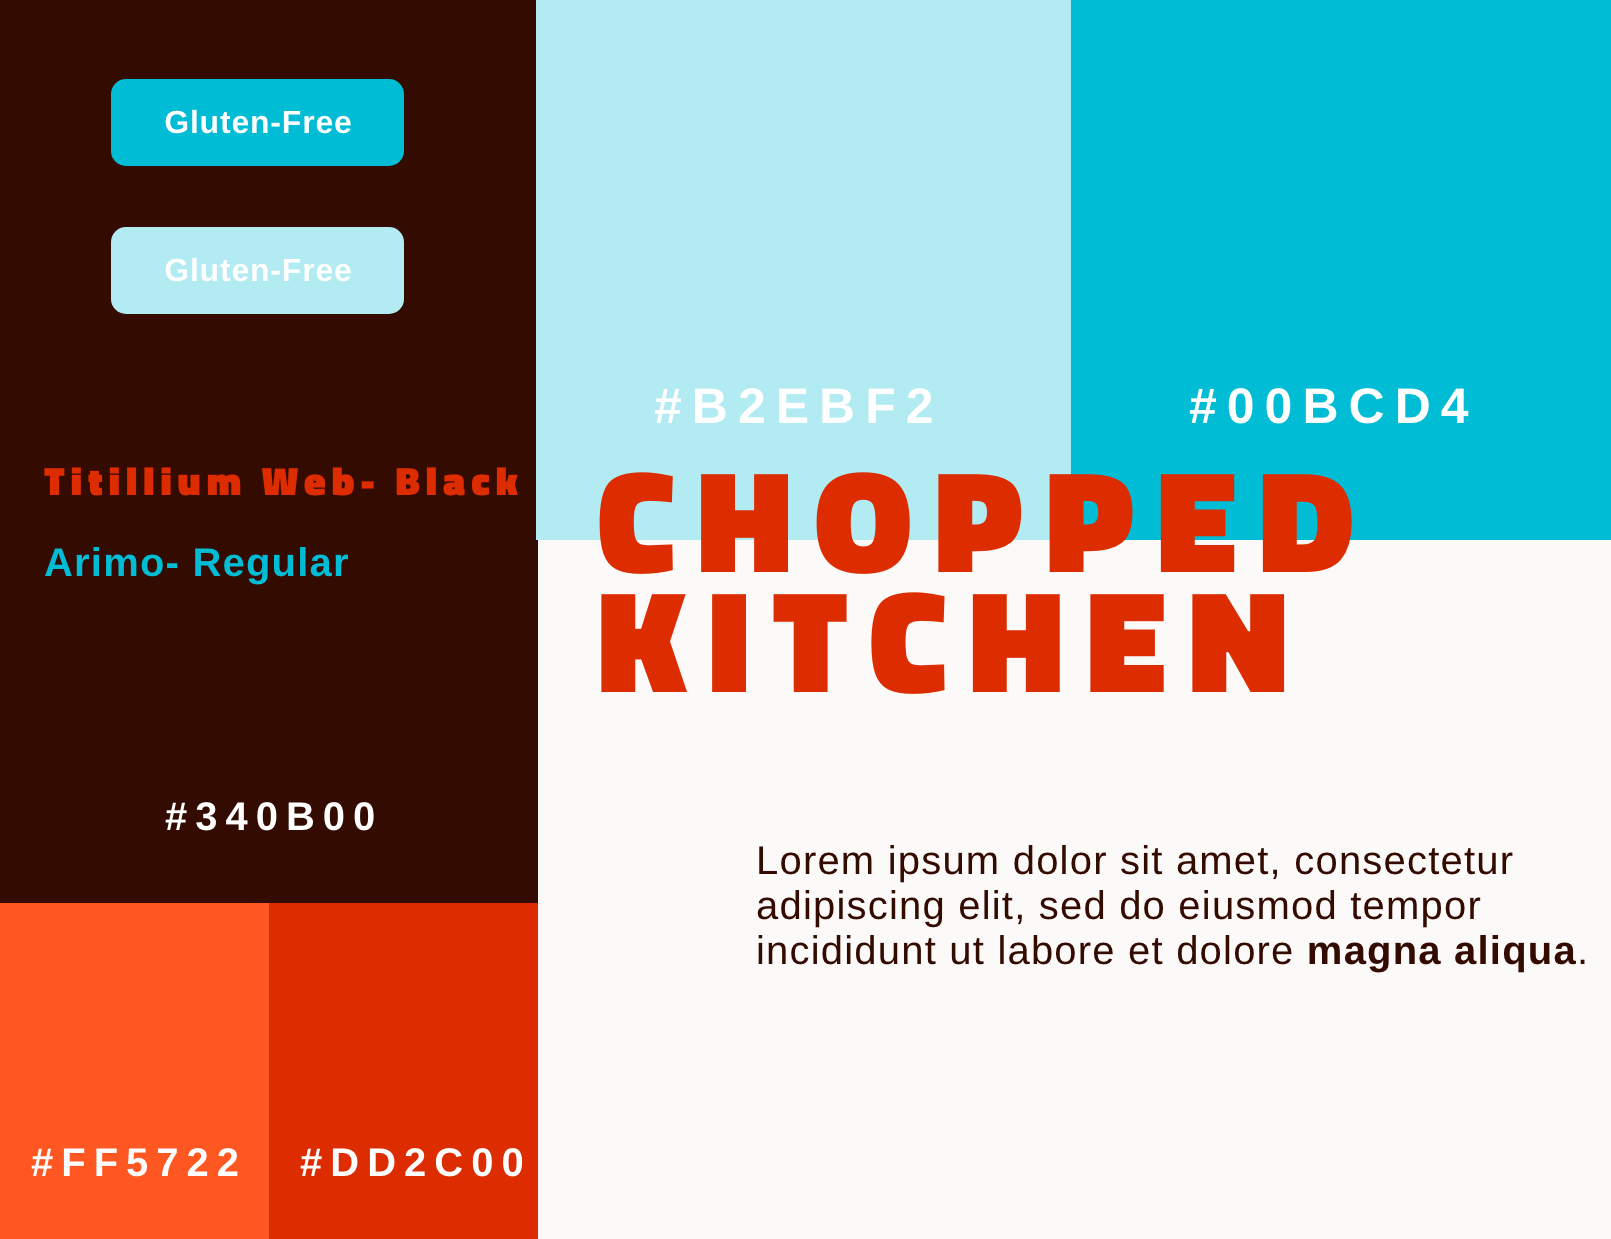 Gluten-Free
Gluten-Free
Titillium Web- Black
Arimo- Regular
#340B00
#FF5722
#DD2C00
#B2EBF2
#00BCD4
CHOPPED
KITCHEN
Lorem ipsum dolor sit amet, consectetur
adipiscing elit, sed do eiusmod tempor
incididunt ut labore et dolore magna aliqua.